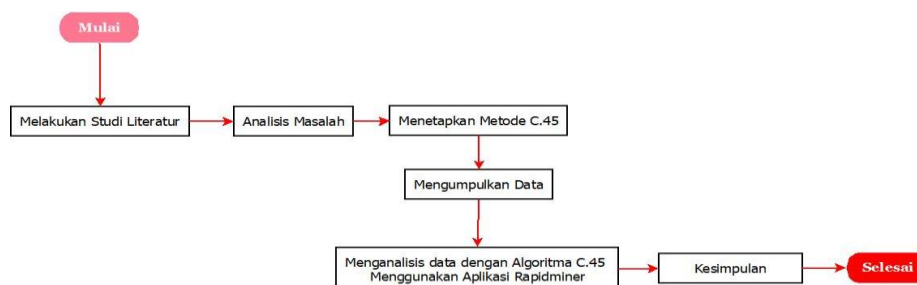 Mulai
Melakukan Studi Literatur
Analisis Masalah
Menetapkan Metode C.45
Mengumpulkan Data
Menganalisis data dengan Algoritma C.45
Menggunakan Aplikasi Rapidminer
Kesimpulan
Selesai